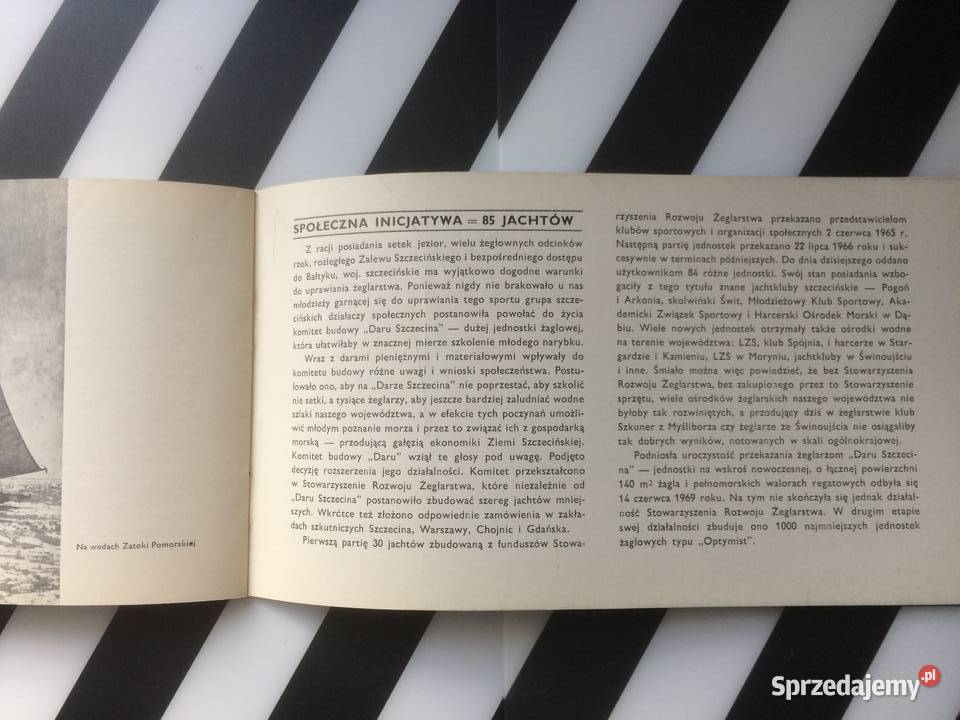 Na wodach Zatoki Pomorskiej
SPOŁECZNA INICJATYWA = 85 JACHTÓW
Z racji posiadania setek jezior, wielu żeglownych odcinków
rzek, rozległego Zalewu Szczecińskiego i bezpośredniego dostępu
do Bałtyku, woj. szczecińskie ma wyjątkowo dogodne warunki
do uprawiania żeglarstwa. Ponieważ nigdy nie brakowało u nas
młodzieży garnącej się do uprawiania tego sportu grupa szcze-
cińskich działaczy społecznych postanowiła powołać do życia
komitet budowy „Daru Szczecina” — dużej jednostki żaglowej,
która ułatwiłaby w znacznej mierze szkolenie młodego narybku.
Wraz z darami pieniężnymi i materiałowymi wpływały do
komitetu budowy różne uwagi i wnioski społeczeństwa. Postu-
lowało ono, aby na „Darze Szczecina” nie poprzestać, aby szkolić
nie setki, a tysiące żeglarzy, aby jeszcze bardziej zaludnić wodne
szlaki naszego województwa, a w efekcie tych poczynań umożli-
wić młodym poznanie morza i przez to związać ich z gospodarką
morską — przodującą gałęzią ekonomiki Ziemi Szczecińskiej.
Komitet budowy „Daru” wziął te głosy pod uwagę. Podjęto
decyzję rozszerzenia jego działalności. Komitet przekształcono
w Stowarzyszenie Rozwoju Żeglarstwa, które niezależnie od
„Daru Szczecina” postanowiło zbudować szereg jachtów mniej-
szych. Wkrótce też złożono odpowiednie zamówienia w zakła-
dach szkutniczych Szczecina, Warszawy, Chojnic i Gdańska.
Pierwszą partię 30 jachtów zbudowaną z funduszów Stowa-
rzyszenia Rozwoju Żeglarstwa przekazano przedstawicielom
klubów sportowych i organizacji społecznych 2 czerwca 1965 r.
Następną partię jednostek przekazano 22 lipca 1966 roku i suk-
cesywnie w terminach późniejszych. Do dnia dzisiejszego oddano
użytkownikom 84 różne jednostki. Swój stan posiadania wzbo-
gaciły z tego tytułu znane jachtkluby szczecińskie — Pogoń
i Arkonia, skolwiński Świt, Młodzieżowy Klub Sportowy, Aka-
demicki Związek Sportowy i Harcerski Ośrodek Morski w Dą-
biu. Wiele nowych jednostek otrzymały także ośrodki wodne
na terenie województwa: LZS, klub Spójnia, i harcerze w Star-
gardzie i Kamieniu, LZS w Moryniu, jachtkluby w Świnoujściu
i inne. Śmiało można więc powiedzieć, że bez Stowarzyszenia
Rozwoju Żeglarstwa, bez zakupionego przez to Stowarzyszenie
sprzętu, wiele ośrodków żeglarskich naszego województwa nie
byłoby tak rozwiniętych, a przodujący dziś w żeglarstwie klub
Szkuner z Myśliborza czy żeglarze ze Świnoujścia nie osiągaliby
tak dobrych wyników, notowanych w skali ogólnokrajowej.
Podniosła uroczystość przekazania żeglarzom „Daru Szczeci-
na” — jednostki na wskroś nowoczesnej, o łącznej powierzchni
140 m² żagla i pełnomorskich walorach regatowych odbyła się
14 czerwca 1969 roku. Na tym nie skończyła się jednak działal-
ność Stowarzyszenia Rozwoju Żeglarstwa. W drugim etapie
swej działalności zbuduje ono 1000 najmniejszych jednostek
żaglowych typu „Optymist”.
Sprzedajemy.pl